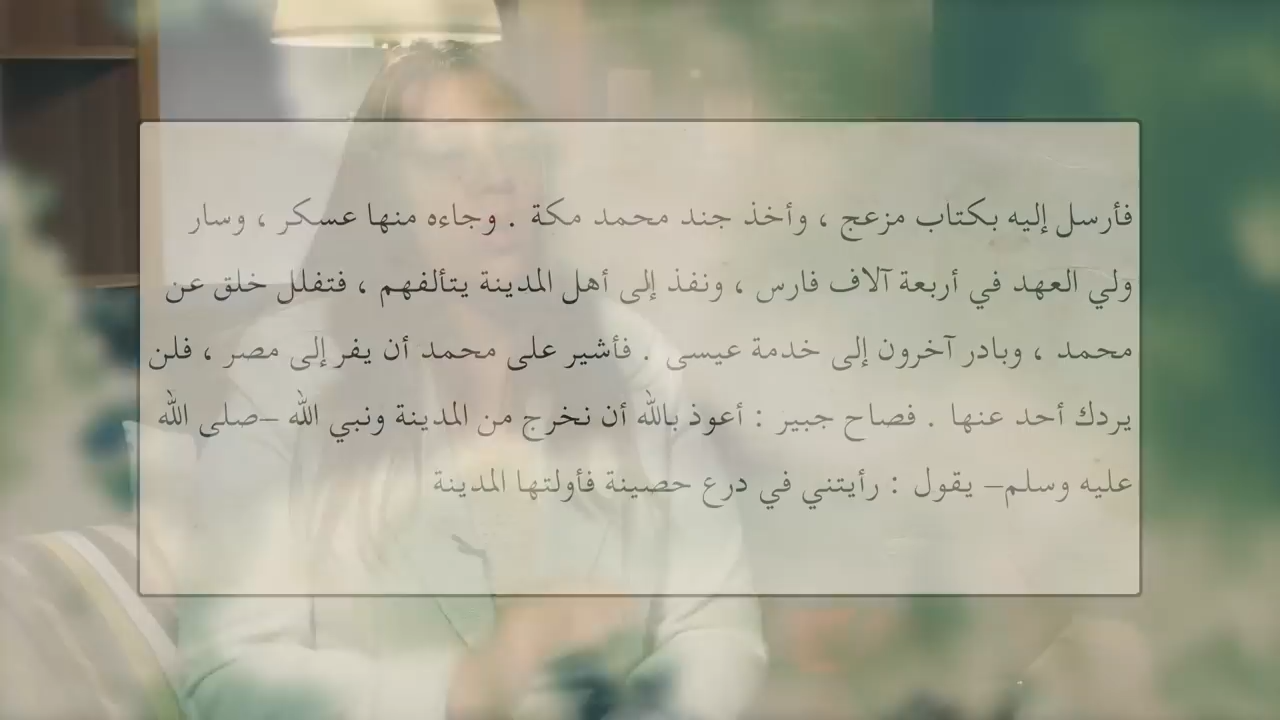 فأرسل إليه بكتاب مزعج ، وأخذ جند محمد مكة . وجاءه منها عسكر ، وسار
ولي العهد في أربعة آلاف فارس ، ونفذ إلى أهل المدينة يتألفهم ، فتفلل خلق عن
محمد ، وبادر آخرون إلى خدمة عيسى . فأشير على محمد أن يفر إلى مصر ، فلن
يردك أحد عنها . فصاح جبير : أعوذ بالله أن نخرج من المدينة ونبي الله –صلى الله
عليه وسلم– يقول : رأيتني في درع حصينة فأولتها المدينة